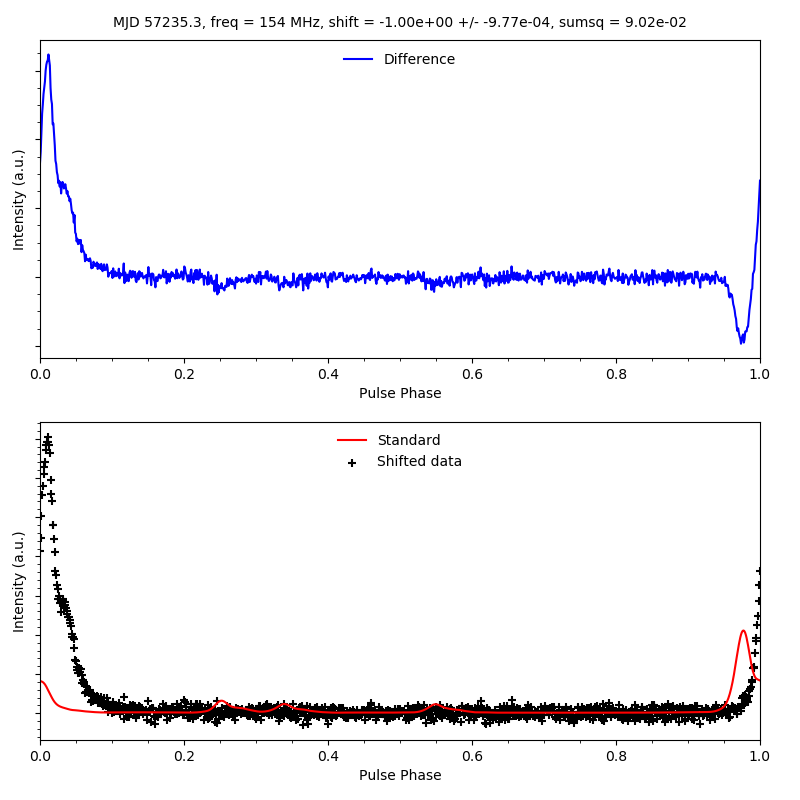 MJD 57235.3, freq = 154 MHz, shift = -1.00e+00 +/- -9.77e-04, sumsq = 9.02e-02
Difference
Intensity (a.u.)
0.0 0.2 0.4 0.6 0.8 1.0
Pulse Phase
Standard
Shifted data
Intensity (a.u.)
0.0 0.2 0.4 0.6 0.8 1.0
Pulse Phase